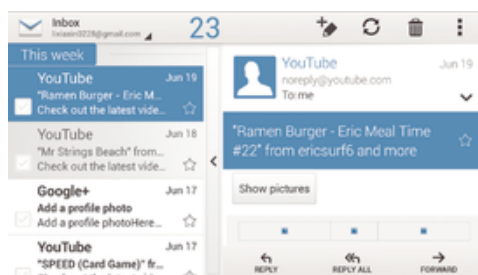 Inbox
23
This week
YouTube Jun 19
"Ramen Burger - Eric M...
Check out the latest vide...
YouTube Jun 18
"Mr Strings Beach" from...
Check out the latest vide...
Google+ Jun 17
Add a profile photo
Add a profile photoHere...
YouTube Jun 17
"SPEED (Card Game)" fr...
YouTube Jun 19
noreply@youtube.com
To: me
"Ramen Burger - Eric Meal Time
#22" from ericsurf6 and more
Show pictures
REPLY
REPLY ALL
FORWARD